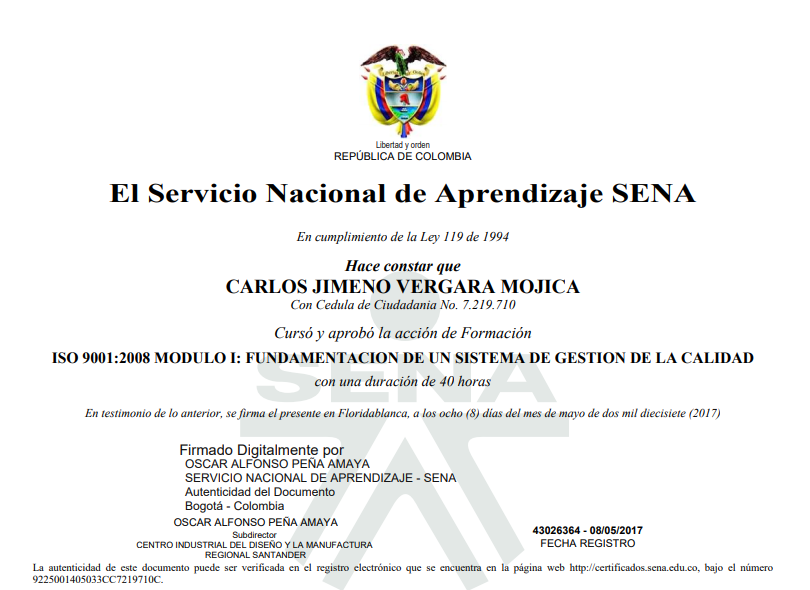 Libertad y orden
REPÚBLICA DE COLOMBIA
El Servicio Nacional de Aprendizaje SENA
En cumplimiento de la Ley 119 de 1994
Hace constar que
CARLOS JIMENO VERGARA MOJICA
Con Cedula de Ciudadania No. 7.219.710
Cursó y aprobó la acción de Formación
ISO 9001:2008 MODULO I: FUNDAMENTACION DE UN SISTEMA DE GESTION DE LA CALIDAD
SENA
con una duración de 40 horas
En testimonio de lo anterior, se firma el presente en Floridablanca, a los ocho (8) días del mes de mayo de dos mil diecisiete (2017)
Firmado Digitalmente por
OSCAR ALFONSO PEÑA AMAYA
SERVICIO NACIONAL DE APRENDIZAJE - SENA
Autenticidad del Documento
Bogotá - Colombia
OSCAR ALFONSO PEÑA AMAYA
Subdirector
CENTRO INDUSTRIAL DEL DISEÑO Y LA MANUFACTURA
REGIONAL SANTANDER
43026364 - 08/05/2017
FECHA REGISTRO
La autenticidad de este documento puede ser verificada en el registro electrónico que se encuentra en la página web http://certificados.sena.edu.co, bajo el número
9225001405033CC7219710C.